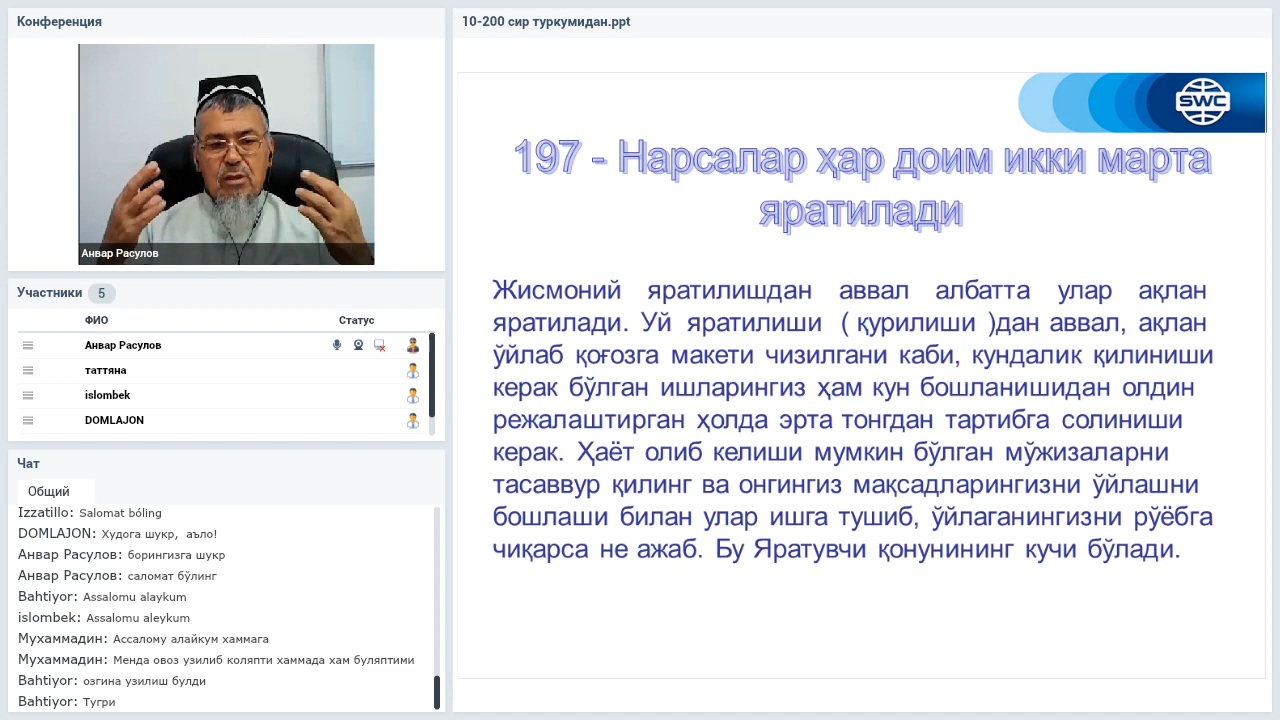 Конференция
Анвар Расулов
Участники 5
ФИО Статус
Анвар Расулов
таттяна
islombek
DOMLAJON
Чат
Общий
Izzatillo: Salomat bóling
DOMLAJON: Худога шукр, аъло!
Анвар Расулов: борингизга шукр
Анвар Расулов: саломат бўлинг
Bahtiyor: Assalomu alaykum
islombek: Assalomu aleykum
Мухаммадин: Ассалому алайкум хаммага
Мухаммадин: Менда овоз узилиб коляпти хаммада хам буляптими
Bahtiyor: озгина узилиш булди
Bahtiyor: Тугри
10-200 сир туркумидан.ppt
SWC
197 - Нарсалар ҳар доим икки марта
яратилади
Жисмоний яратилишдан аввал албатта улар ақлан
яратилади. Уй яратилиши ( қурилиши )дан аввал, ақлан
ўйлаб қоғозга макети чизилгани каби, кундалик қилиниши
керак бўлган ишларингиз ҳам кун бошланишидан олдин
режалаштирган ҳолда эрта тонгдан тартибга солиниши
керак. Ҳаёт олиб келиши мумкин бўлган мўжизаларни
тасаввур қилинг ва онгингиз мақсадларингизни ўйлашни
бошлаши билан улар ишга тушиб, ўйлаганингизни рўёбга
чиқарса не ажаб. Бу Яратувчи қонунининг кучи бўлади.